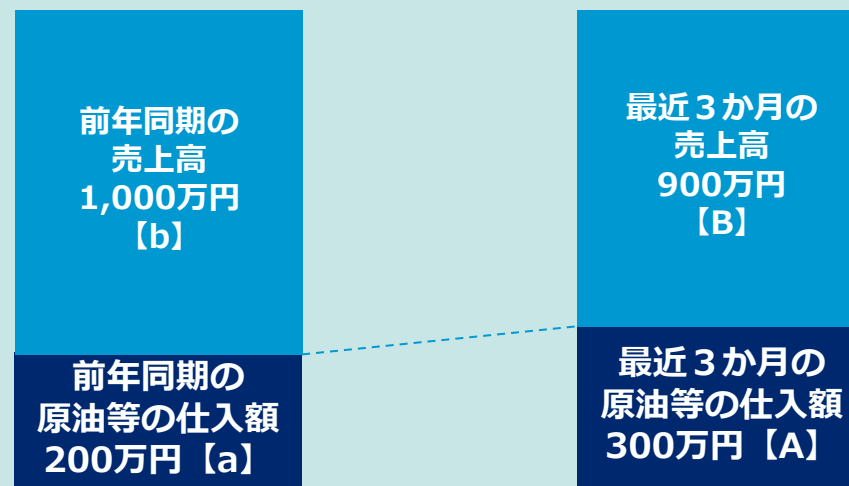 前年同期の
売上高
1,000万円
【b】
前年同期の
原油等の仕入額
200万円【a】
最近３か月の
売上高
900万円
【B】
最近３か月の
原油等の仕入額
300万円【A】